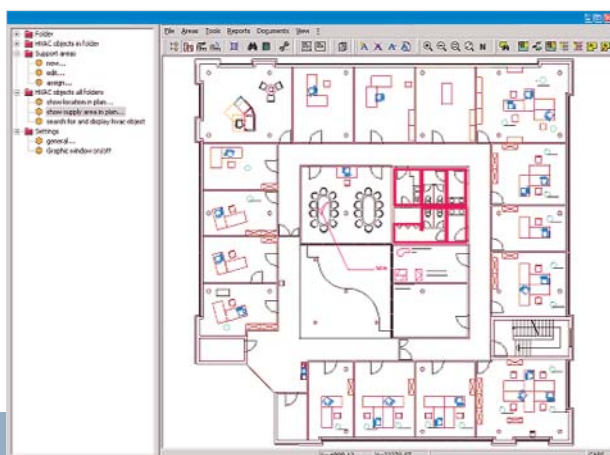 Folder
HVAC objects in folder
Support areas
new...
edit...
assign...
HVAC objects all folders
show location in plan...
show supply area in plan...
search for and display hvac object
Settings
general...
Graphic window on/off
File Areas Tools Reports Documents View ?
N